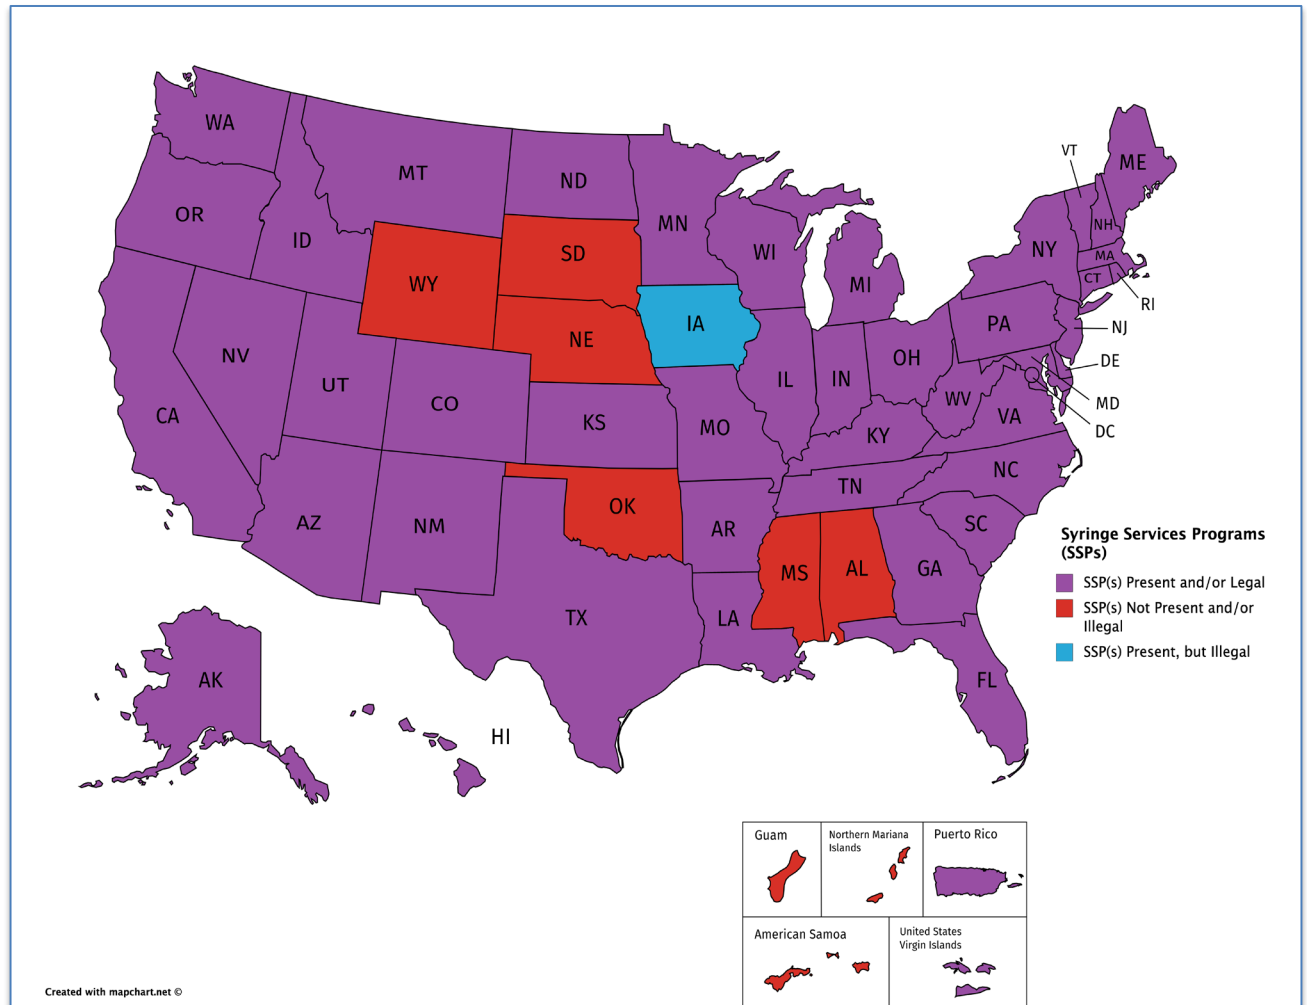 WA
MT
ND
MN
OR
ID
WY
SD
WI
MI
NY
VT
ME
NH
MA
CT
RI
NV
UT
CO
NE
IA
IL
IN
OH
PA
NJ
DE
MD
DC
CA
KS
MO
KY
WV
VA
AZ
NM
OK
AR
TN
NC
SC
TX
LA
MS
AL
GA
FL
AK
HI
Syringe Services Programs
(SSPs)
SSP(s) Present and/or Legal
SSP(s) Not Present and/or
Illegal
SSP(s) Present, but Illegal
Guam
Northern Mariana
Islands
Puerto Rico
American Samoa
United States
Virgin Islands
Created with mapchart.net ©